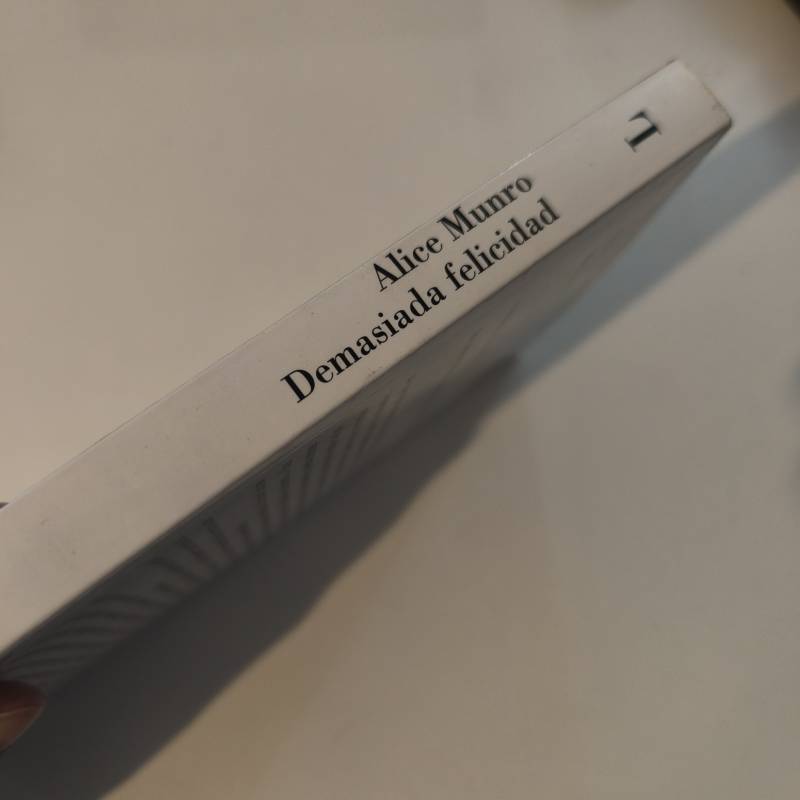 Alice Munro
Demasiada felicidad
L